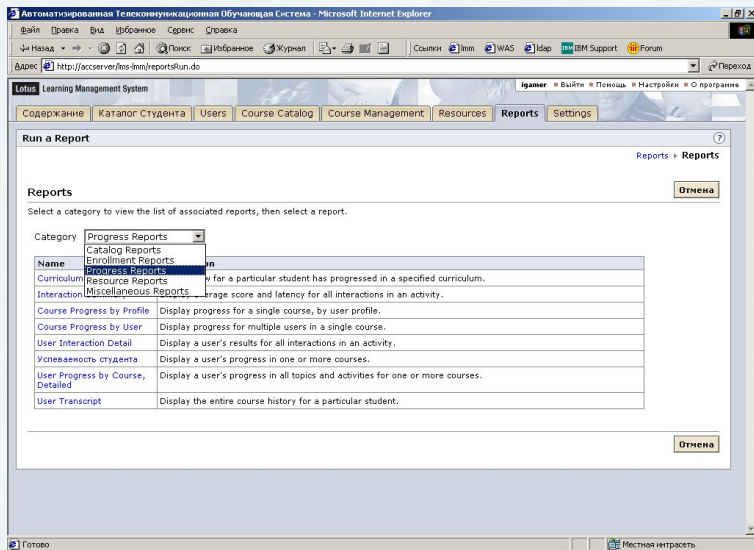 Автоматизированная Телекоммуникационная Обучающая Система - Microsoft Internet Explorer
Файл Правка Вид Избранное Сервис Справка
Назад Поиск Избранное Журнал Ссылки lmm WAS ldap IBM Support Forum
Адрес http://accserver/lms-lmm/reportsRun.do Переход
Lotus Learning Management System
igamer Выйти Помощь Настройки О программе
Содержание Каталог Студента Users Course Catalog Course Management Resources Reports Settings
Run a Report ?
Reports Reports
Reports Отмена
Select a category to view the list of associated reports, then select a report.
Category Progress Reports
Catalog Reports
Enrollment Reports
Progress Reports
Resource Reports
Miscellaneous Reports
Name
Curriculum far a particular student has progressed in a specified curriculum.
Interaction average score and latency for all interactions in an activity.
Course Progress by Profile Display progress for a single course, by user profile.
Course Progress by User Display progress for multiple users in a single course.
User Interaction Detail Display a user's results for all interactions in an activity.
Успеваемость студента Display a user's progress in one or more courses.
User Progress by Course, Display a user's progress in all topics and activities for one or more courses.
Detailed
User Transcript Display the entire course history for a particular student.
Отмена
Готово Местная интрасеть